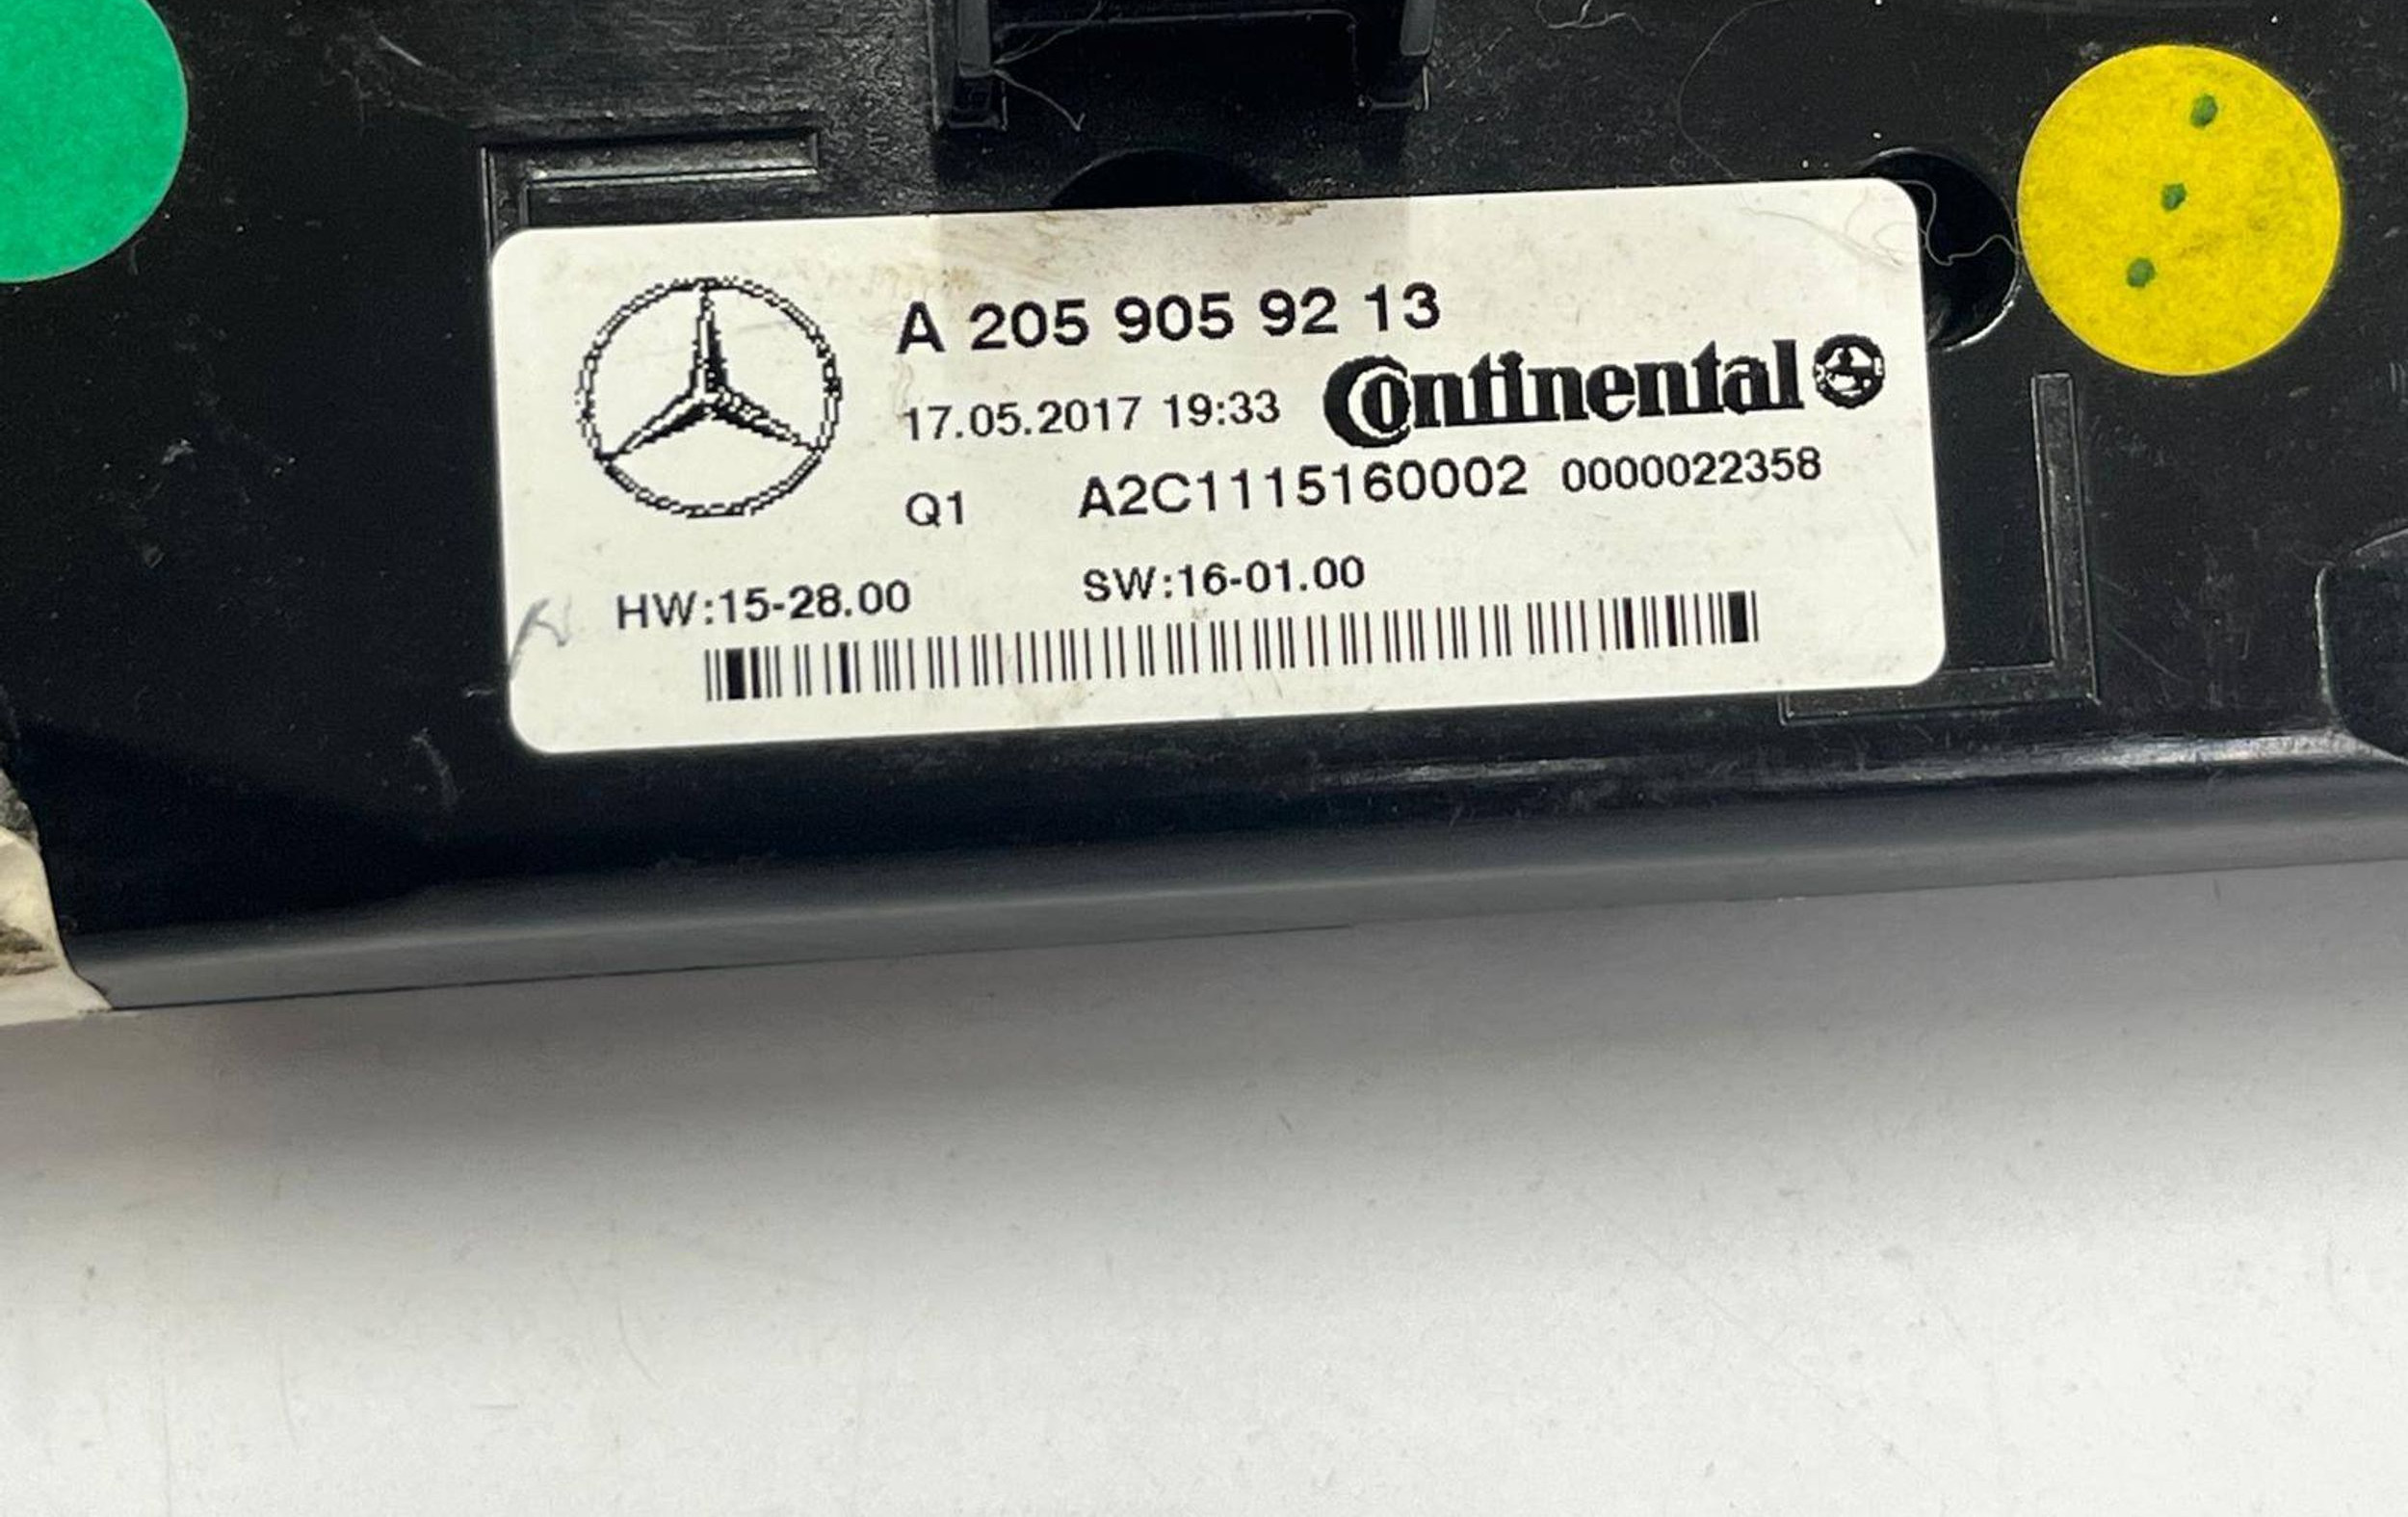 A 205 905 92 13
17.05.2017 19:33 Continental
Q1 A2C1115160002 0000022358
HW:15-28.00 SW:16-01.00